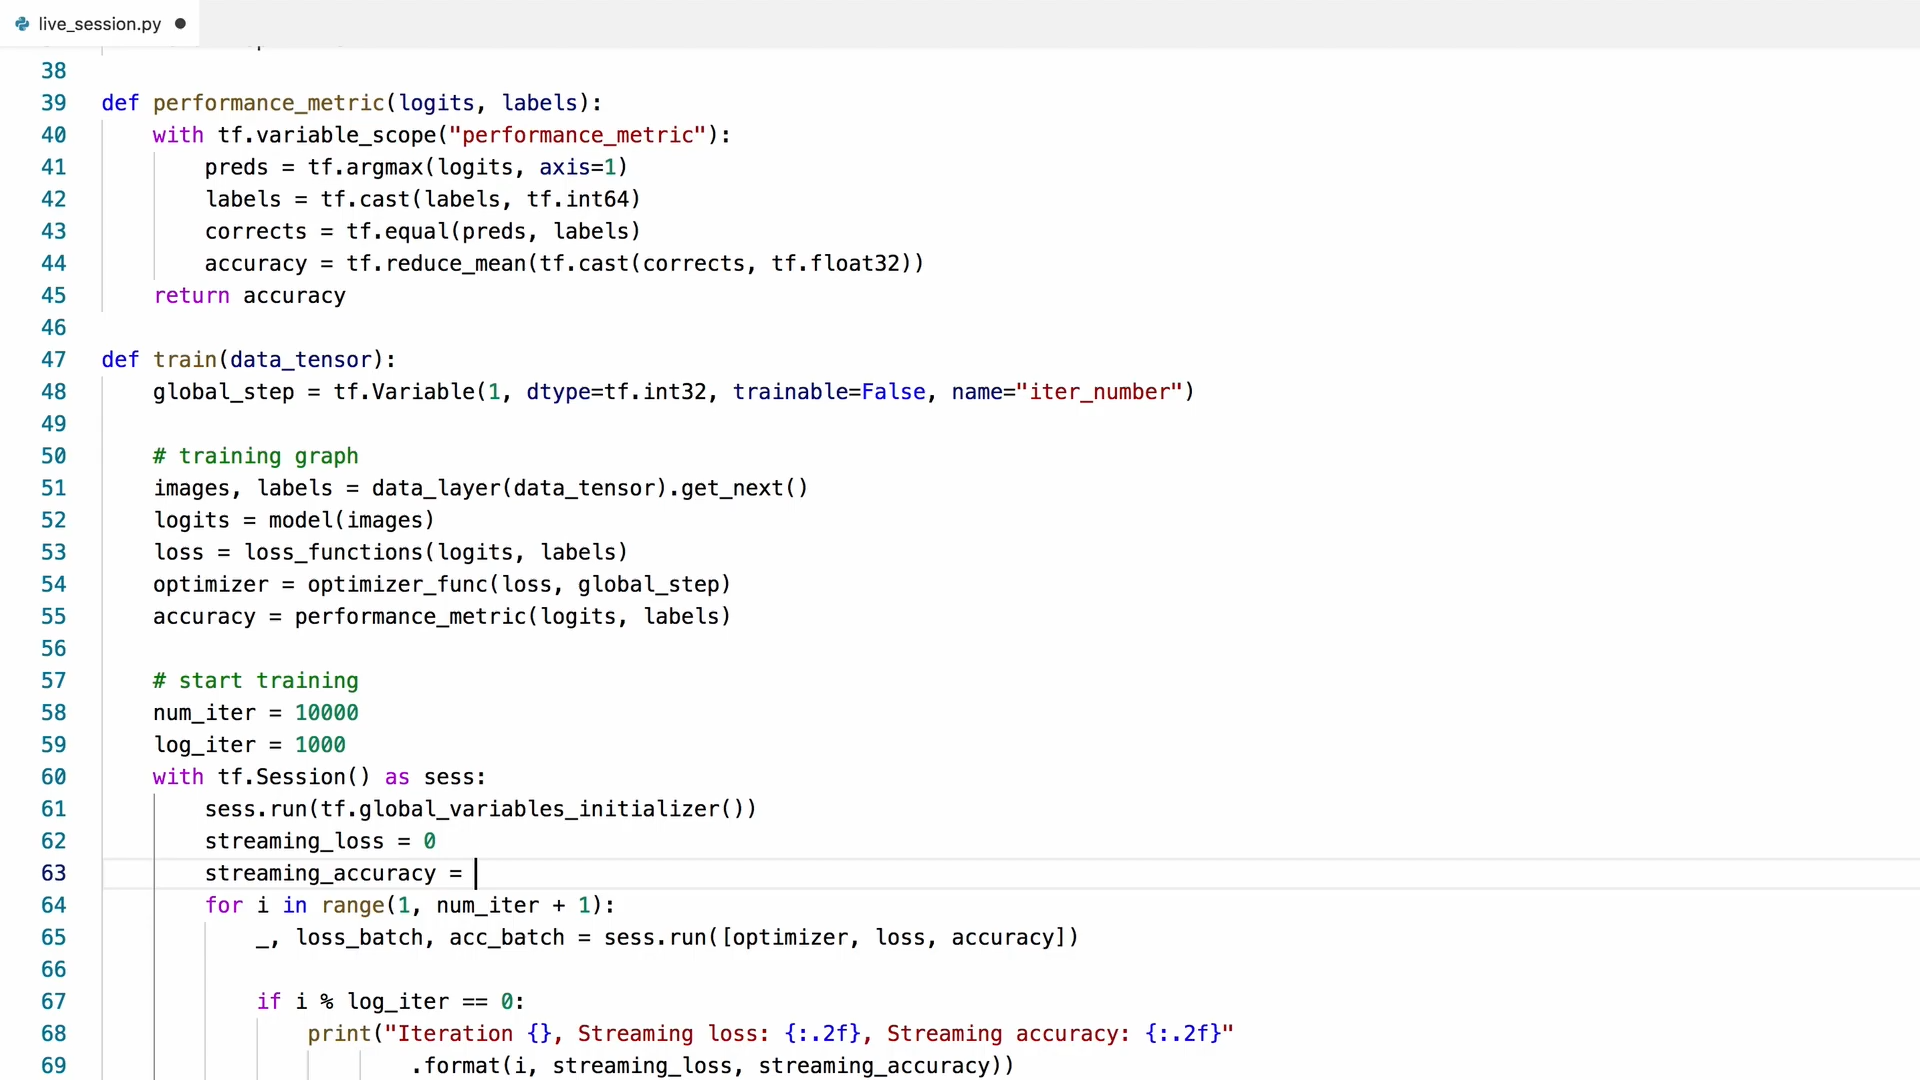 live_session.py
38
39 def performance_metric(logits, labels):
40     with tf.variable_scope("performance_metric"):
41         preds = tf.argmax(logits, axis=1)
42         labels = tf.cast(labels, tf.int64)
43         corrects = tf.equal(preds, labels)
44         accuracy = tf.reduce_mean(tf.cast(corrects, tf.float32))
45     return accuracy
46
47 def train(data_tensor):
48     global_step = tf.Variable(1, dtype=tf.int32, trainable=False, name="iter_number")
49
50     # training graph
51     images, labels = data_layer(data_tensor).get_next()
52     logits = model(images)
53     loss = loss_functions(logits, labels)
54     optimizer = optimizer_func(loss, global_step)
55     accuracy = performance_metric(logits, labels)
56
57     # start training
58     num_iter = 10000
59     log_iter = 1000
60     with tf.Session() as sess:
61         sess.run(tf.global_variables_initializer())
62         streaming_loss = 0
63         streaming_accuracy =
64         for i in range(1, num_iter + 1):
65             _, loss_batch, acc_batch = sess.run([optimizer, loss, accuracy])
66
67             if i % log_iter == 0:
68                 print("Iteration {}, Streaming loss: {:.2f}, Streaming accuracy: {:.2f}"
69                         .format(i, streaming_loss, streaming_accuracy))